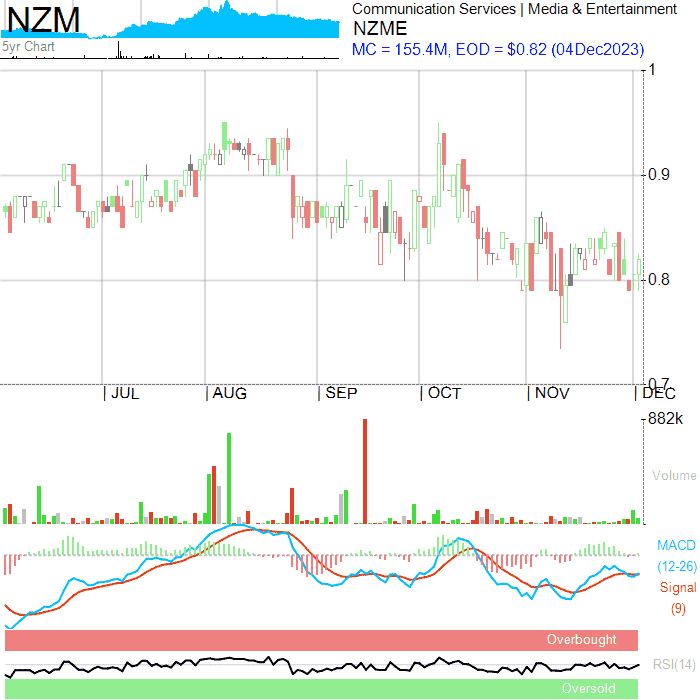 NZM
5yr Chart
Communication Services | Media & Entertainment
NZME
MC = 155.4M, EOD = $0.82 (04Dec2023)
1
0.9
0.8
0.7
JUL
AUG
SEP
OCT
NOV
DEC
882k
Volume
MACD
(12-26)
Signal
(9)
Overbought
RSI(14)
Oversold